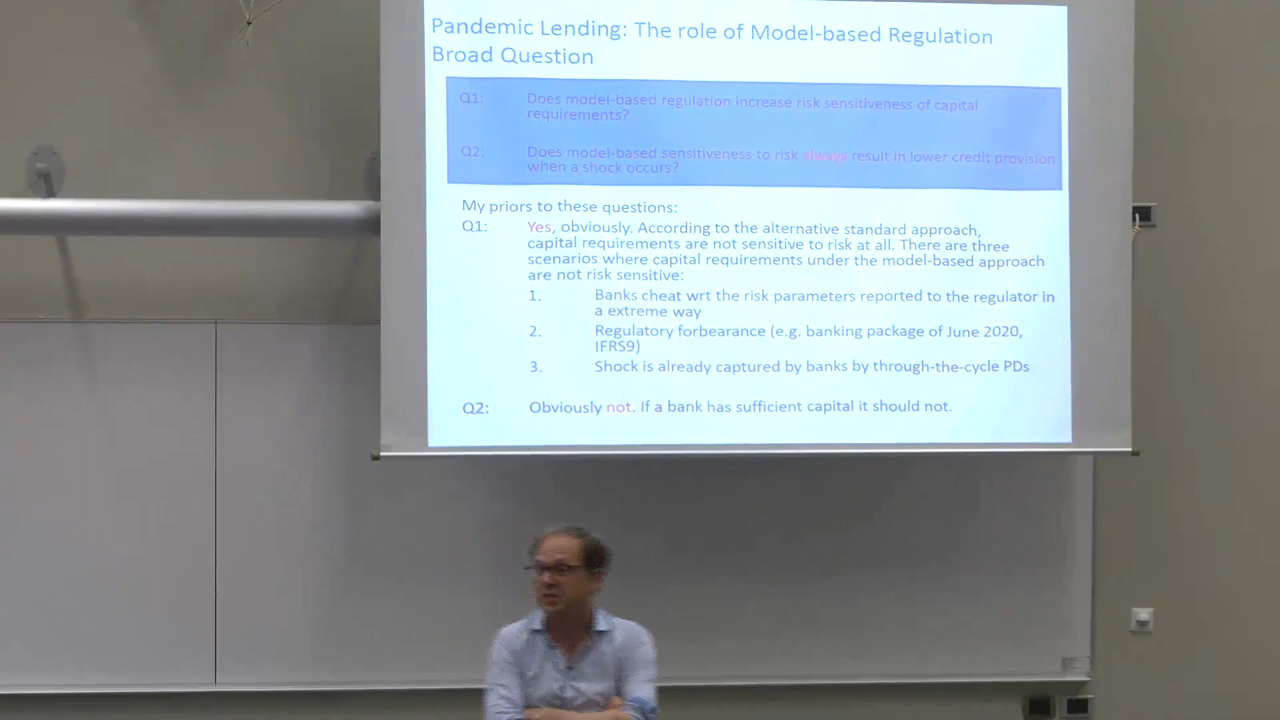 Pandemic Lending: The role of Model-based Regulation
Broad Question
Q1: Does model-based regulation increase risk sensitiveness of capital
requirements?
Q2: Does model-based sensitiveness to risk always result in lower credit provision
when a shock occurs?
My priors to these questions:
Q1: Yes, obviously. According to the alternative standard approach,
capital requirements are not sensitive to risk at all. There are three
scenarios where capital requirements under the model-based approach
are not risk sensitive:
1. Banks cheat wrt the risk parameters reported to the regulator in
a extreme way
2. Regulatory forbearance (e.g. banking package of June 2020,
IFRS9)
3. Shock is already captured by banks by through-the-cycle PDs
Q2: Obviously not. If a bank has sufficient capital it should not.